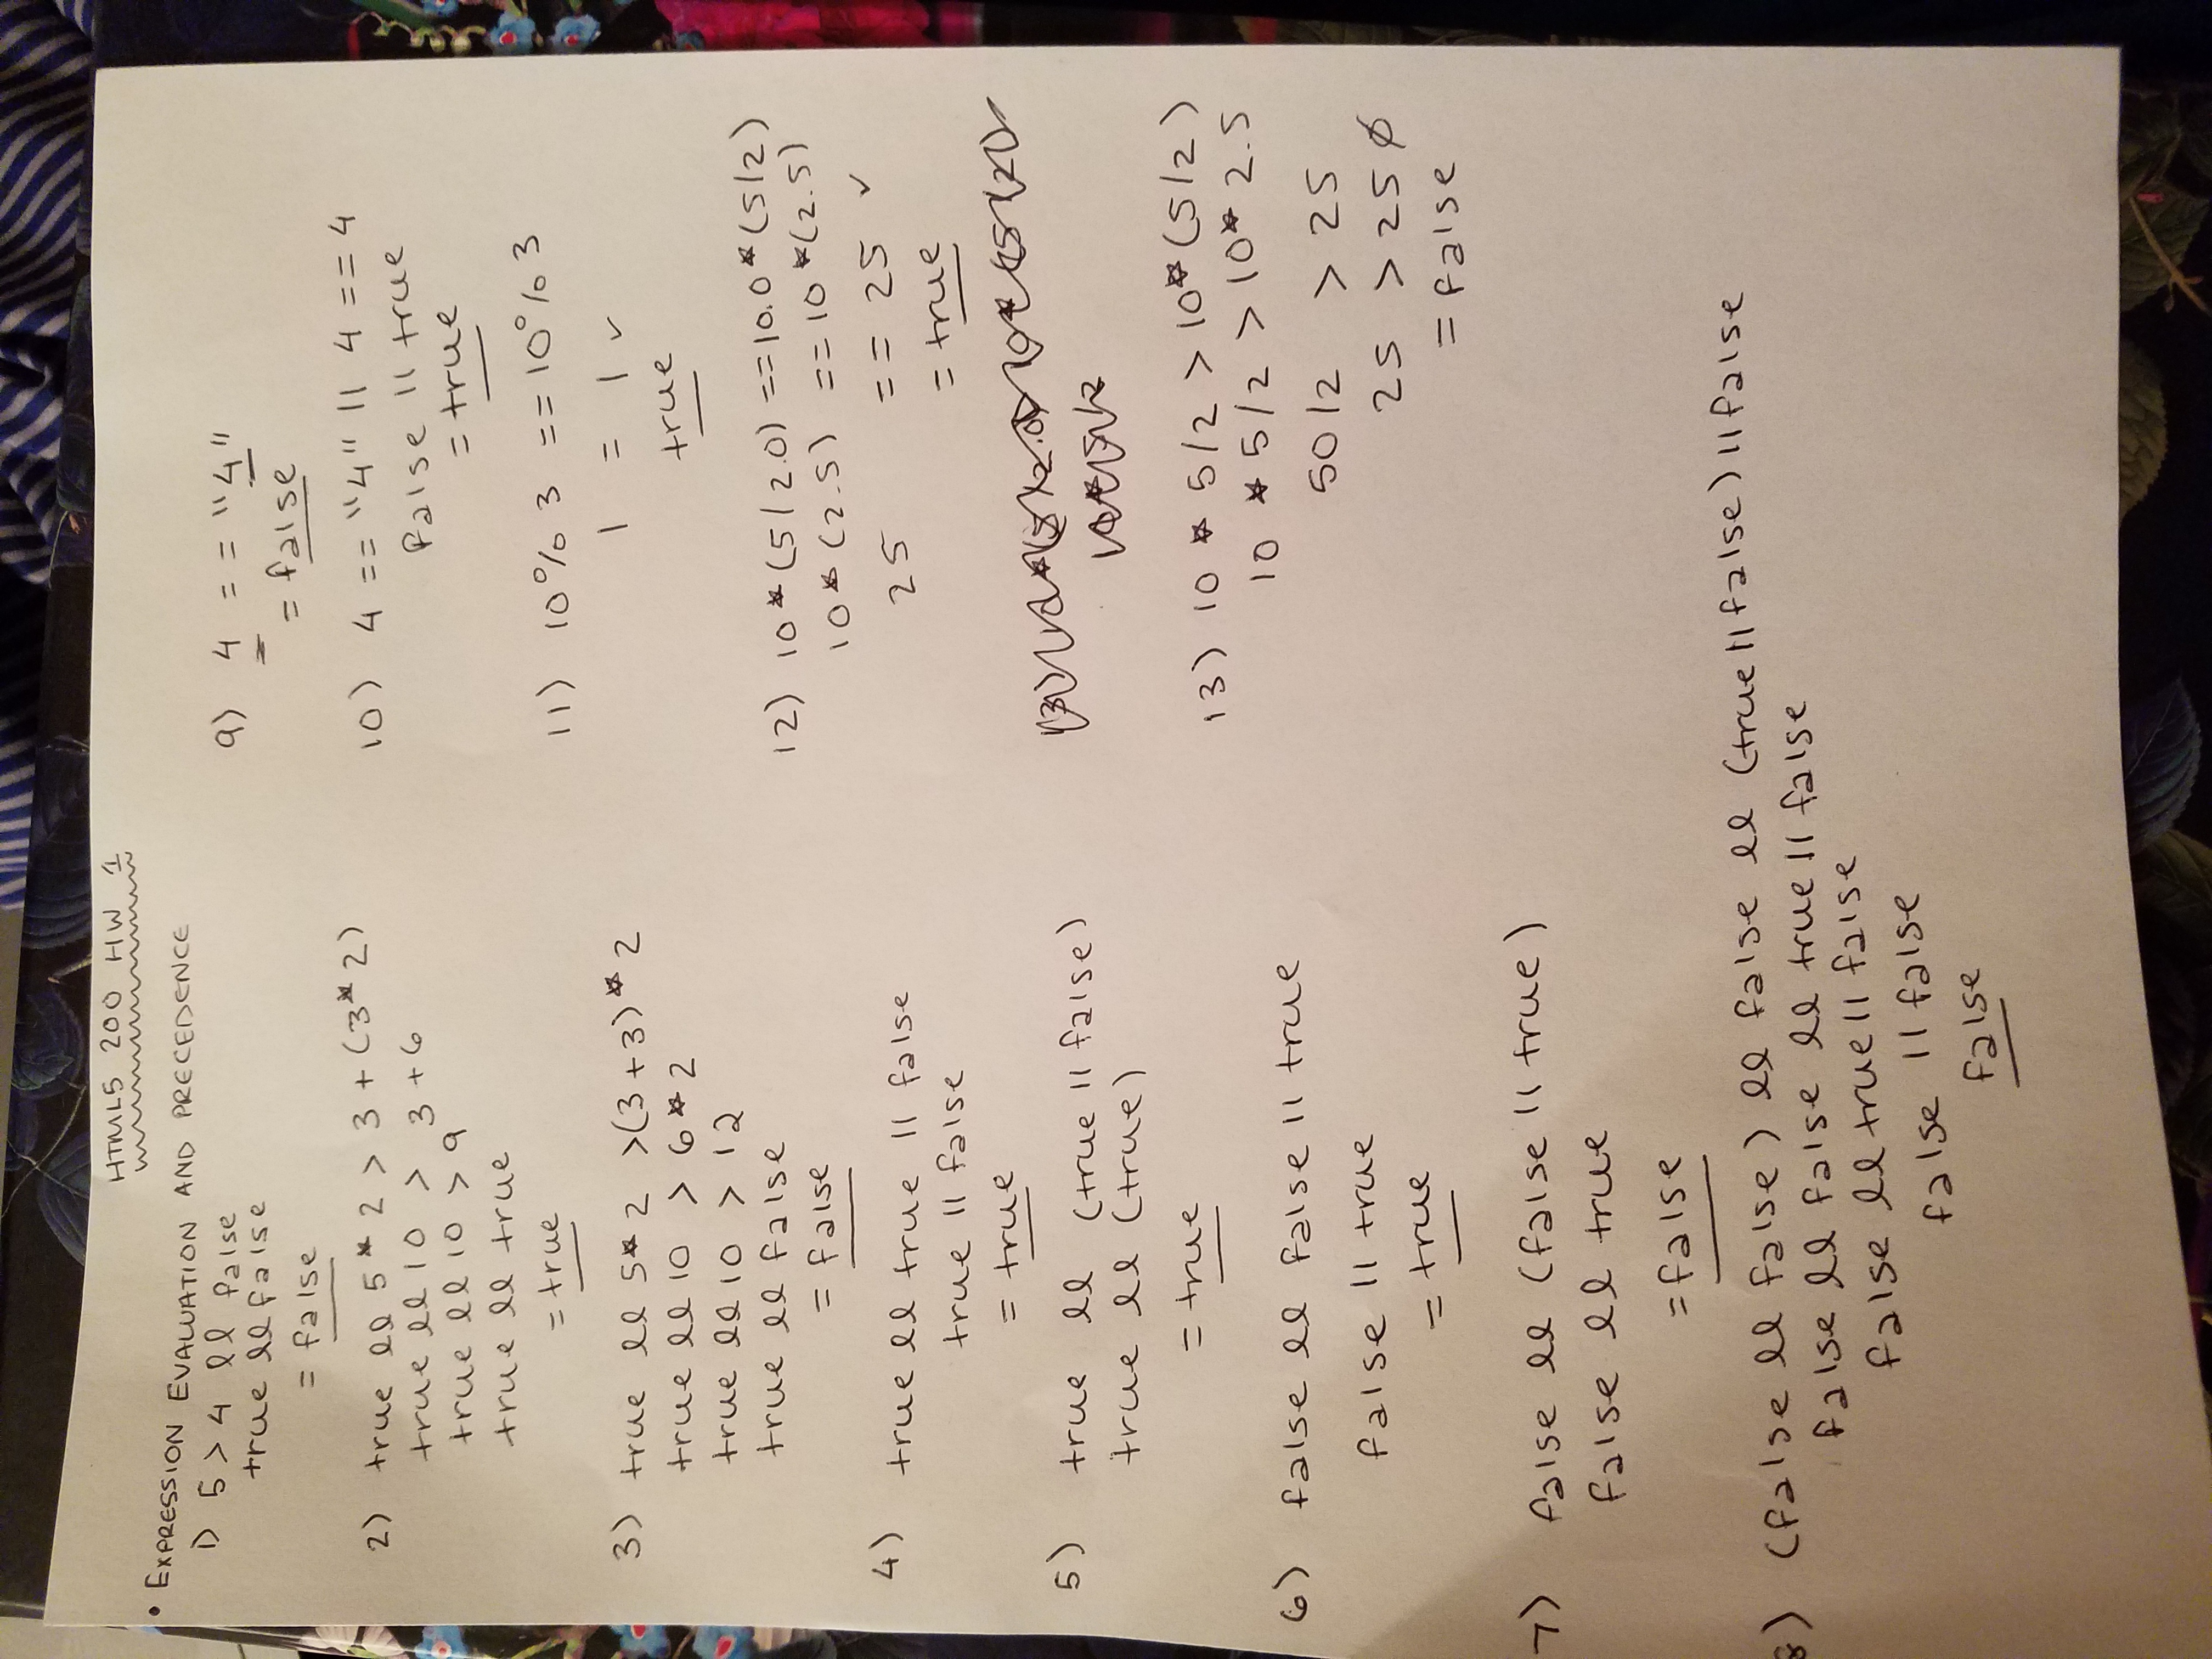 HTML5 200 HW 1
• EXPRESSION EVALUATION AND PRECEDENCE
1) 5 > 4 && false
true && false
= false
2) true && 5 * 2 > 3 + (3 * 2)
true && 10 > 3 + 6
true && 10 > 9
true && true
= true
3) true && 5 * 2 > (3 + 3) * 2
true && 10 > 6 * 2
true && 10 > 12
true && false
= false
4) true && true || false
true || false
= true
5) true && (true || false)
true && (true)
= true
6) false && false || true
false || true
= true
7) false && (false || true)
false && true
= false
8) (false && false) && false && (true || false) || false
false && false && true || false
false && true || false
false || false
false
9) 4 == "4"
= false
10) 4 == "4" || 4 == 4
false || true
= true
11) 10 % 3 == 10 % 3
1 = 1 ✓
true
12) 10 * (5/2.0) == 10.0 * (5/2)
10 * (2.5) == 10 * (2.5)
25 == 25 ✓
= true
13) 10 * 5/2 > 10 * (5/2)
10 * 5/2 > 10 * 2.5
50/2 > 25
25 > 25 ∅
= false